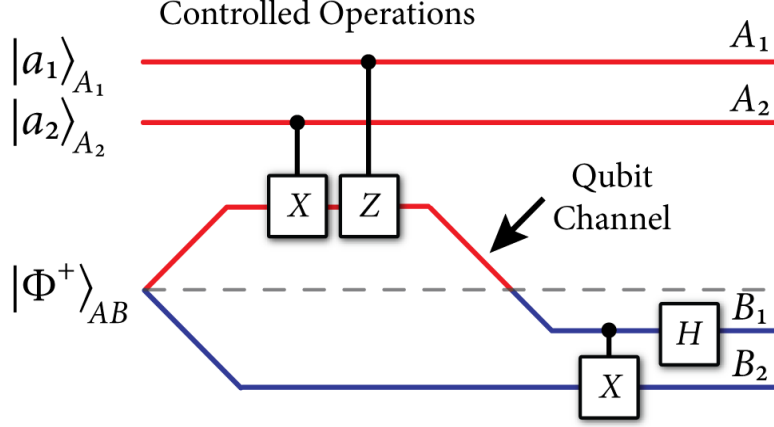 Controlled Operations
|a₁⟩A₁
A₁
|a₂⟩A₂
A₂
X
Z
Qubit
Channel
|Φ⁺⟩AB
B₁
H
B₂
X